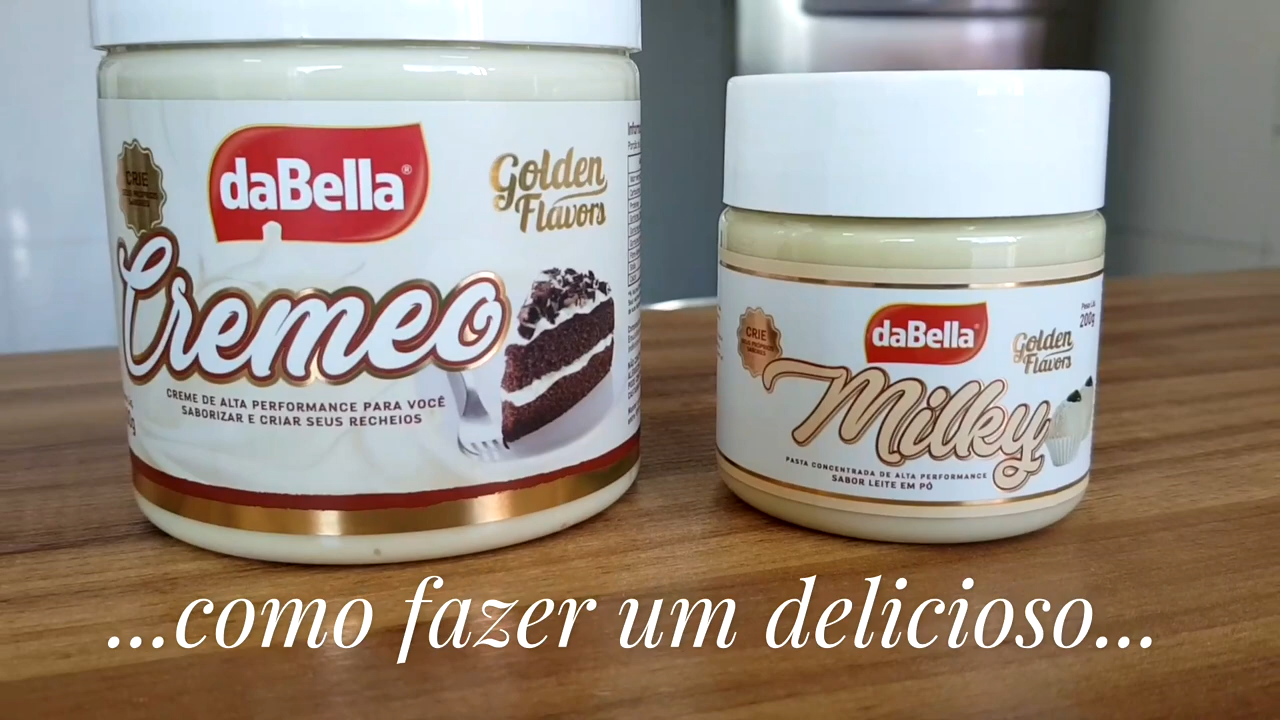 CRIE
daBella®
Golden
Flavors
Cremeo
CREME DE ALTA PERFORMANCE PARA VOCÊ
SABORIZAR E CRIAR SEUS RECHEIOS
CRIE
daBella
Golden
Flavors
200g
Milky
PASTA CONCENTRADA DE ALTA PERFORMANCE
SABOR LEITE EM PÓ
...como fazer um delicioso...